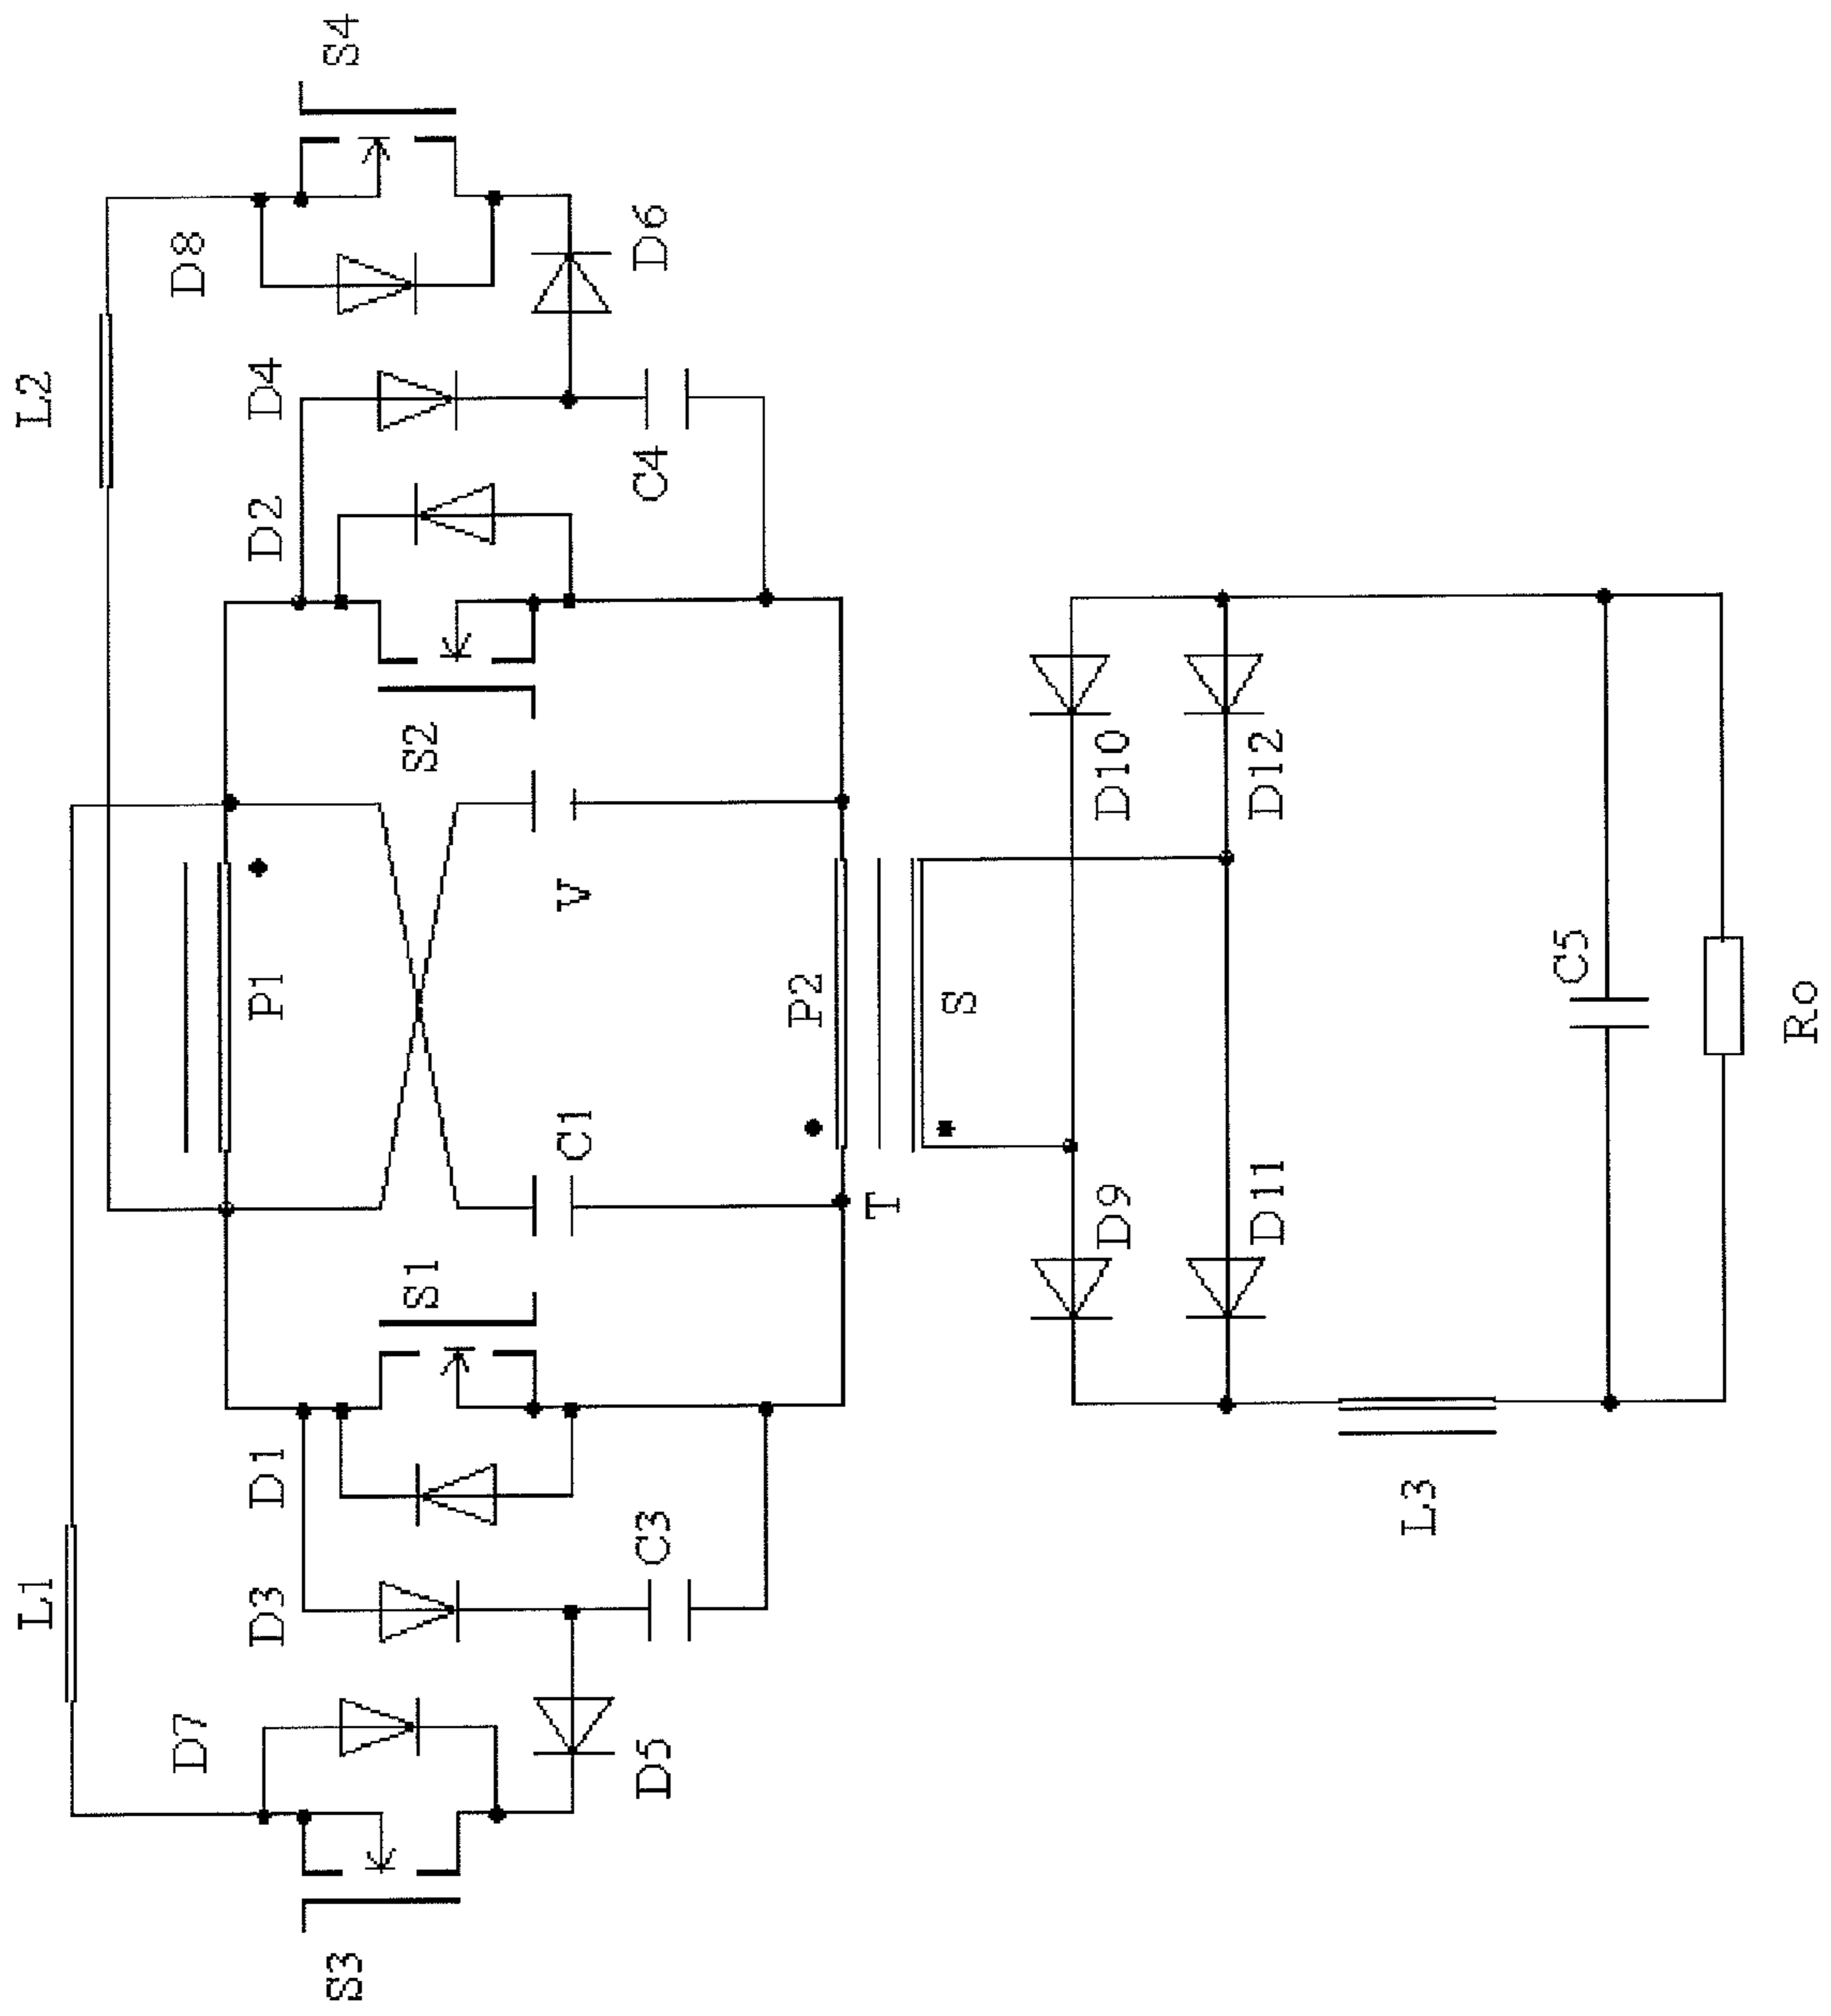 S4
L2
D8
D6
D4
C4
D2
S2
V
D10
D12
P1
P2
S
C5
Ro
C1
T
S1
D9
D11
D1
C3
L3
L1
D3
D7
D5
S3